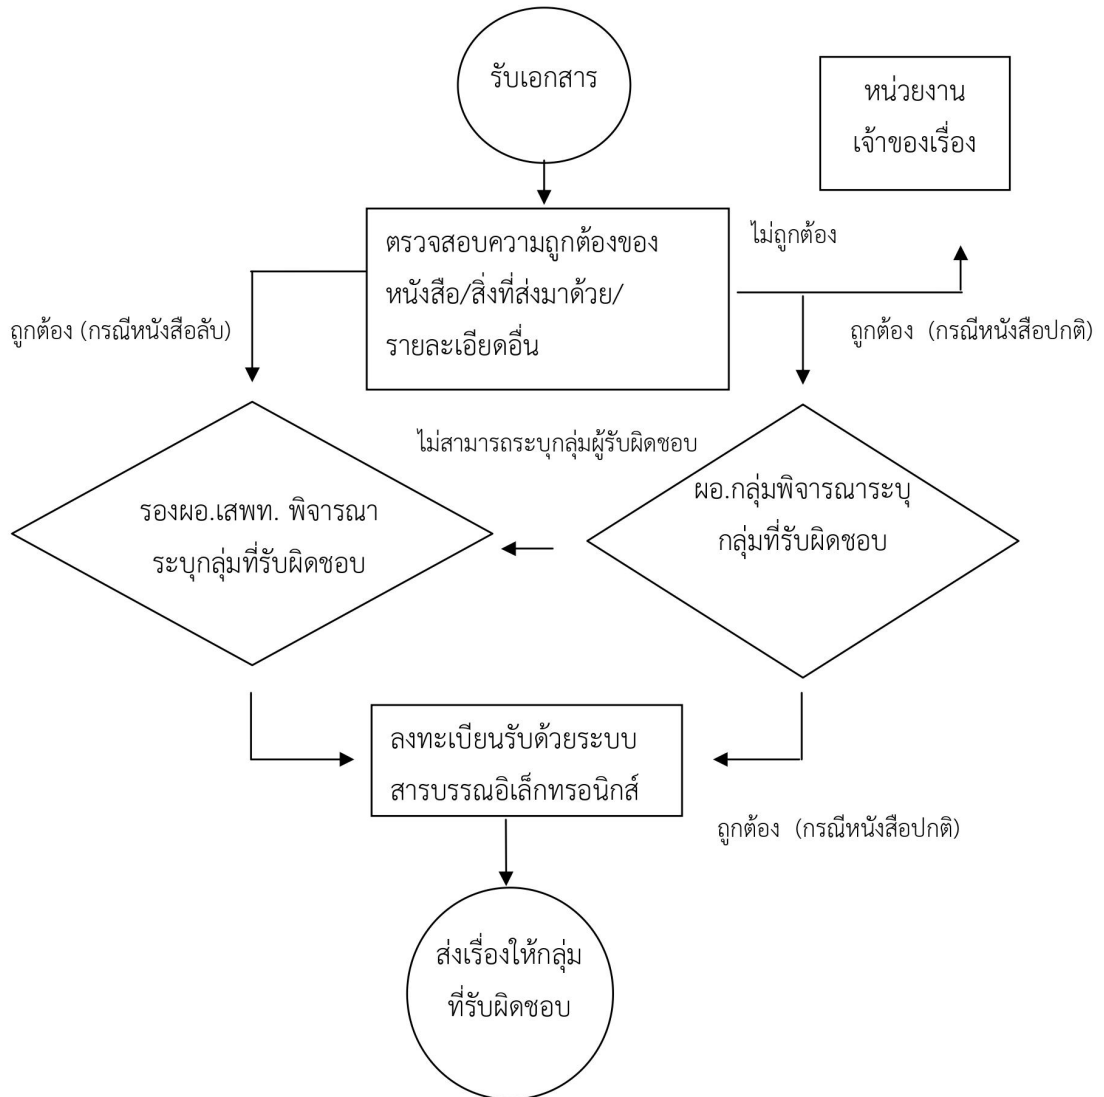 รับเอกสาร
หน่วยงาน
เจ้าของเรื่อง
ตรวจสอบความถูกต้องของ
หนังสือ/สิ่งที่ส่งมาด้วย/
รายละเอียดอื่น
ไม่ถูกต้อง
ถูกต้อง (กรณีหนังสือลับ)
ถูกต้อง (กรณีหนังสือปกติ)
ไม่สามารถระบุกลุ่มผู้รับผิดชอบ
รองผอ.เสพท. พิจารณา
ระบุกลุ่มที่รับผิดชอบ
ผอ.กลุ่มพิจารณาระบุ
กลุ่มที่รับผิดชอบ
ลงทะเบียนรับด้วยระบบ
สารบรรณอิเล็กทรอนิกส์
ถูกต้อง (กรณีหนังสือปกติ)
ส่งเรื่องให้กลุ่ม
ที่รับผิดชอบ